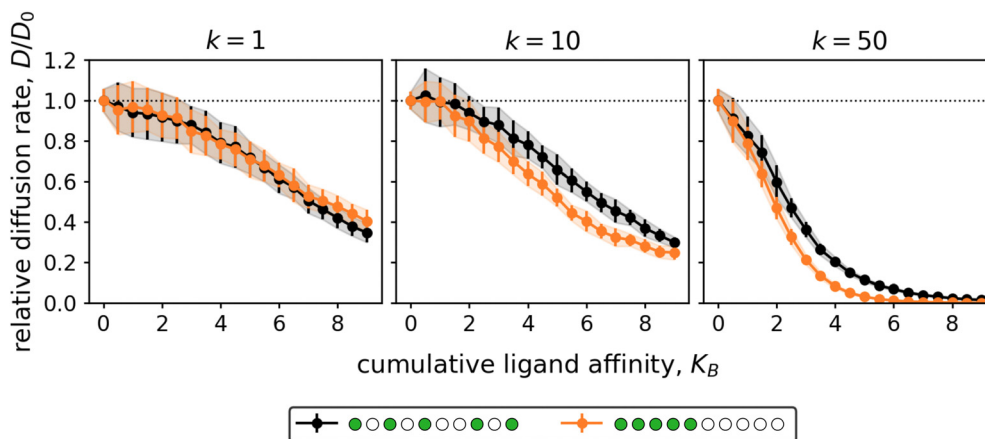 k = 1
k = 10
k = 50
relative diffusion rate, D/D₀
1.2
1.0
0.8
0.6
0.4
0.2
0.0
0 2 4 6 8
0 2 4 6 8
0 2 4 6 8
cumulative ligand affinity, K_B